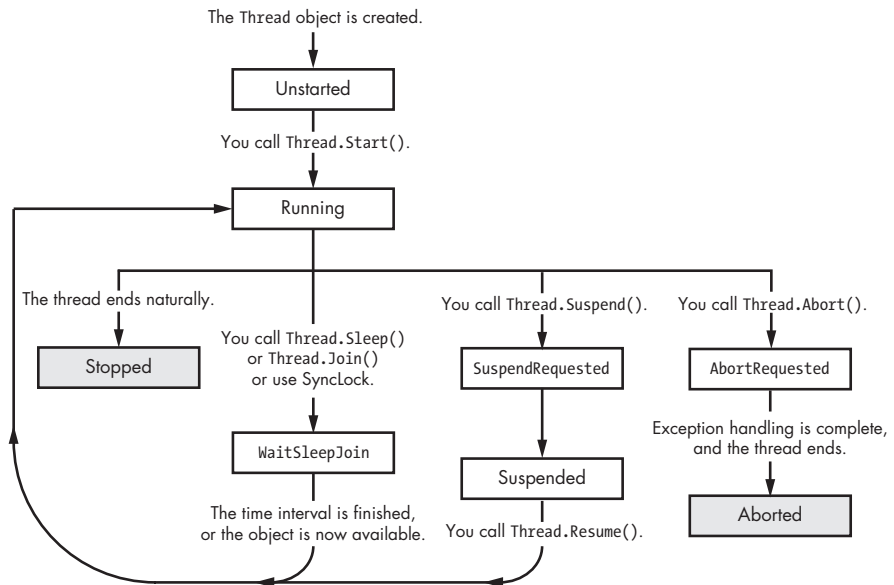 The Thread object is created.
Unstarted
You call Thread.Start().
Running
The thread ends naturally.
Stopped
You call Thread.Sleep()
or Thread.Join()
or use SyncLock.
WaitSleepJoin
The time interval is finished,
or the object is now available.
You call Thread.Suspend().
SuspendRequested
Suspended
You call Thread.Resume().
You call Thread.Abort().
AbortRequested
Exception handling is complete,
and the thread ends.
Aborted